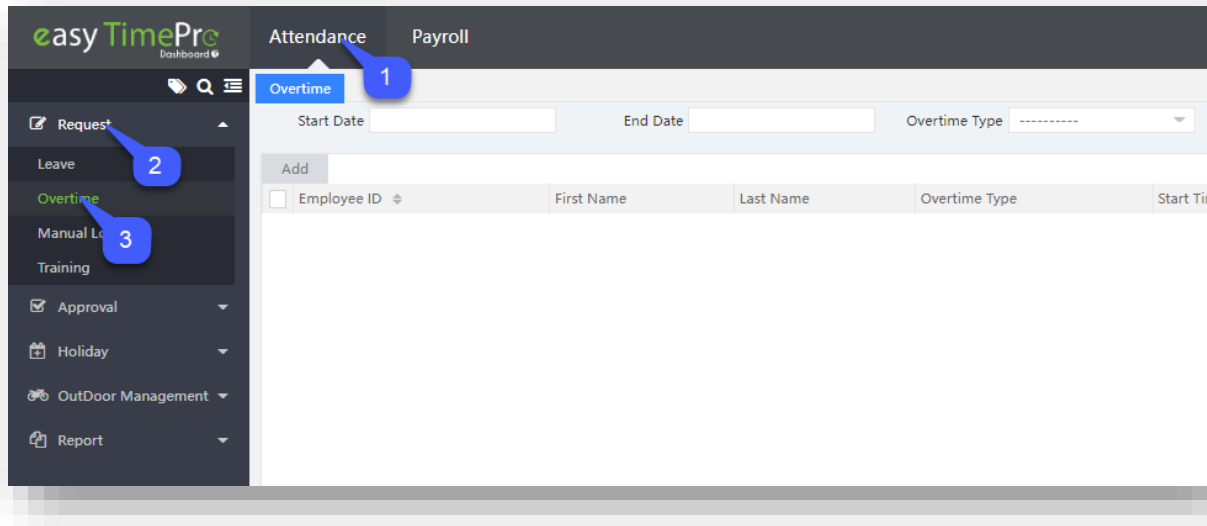 easy TimePro
Dashboard
Attendance Payroll
1
Overtime
Request
Start Date End Date Overtime Type ----------
2
Leave
Add
Overtime
Employee ID First Name Last Name Overtime Type Start
Manual
3
Training
Approval
Holiday
OutDoor Management
Report